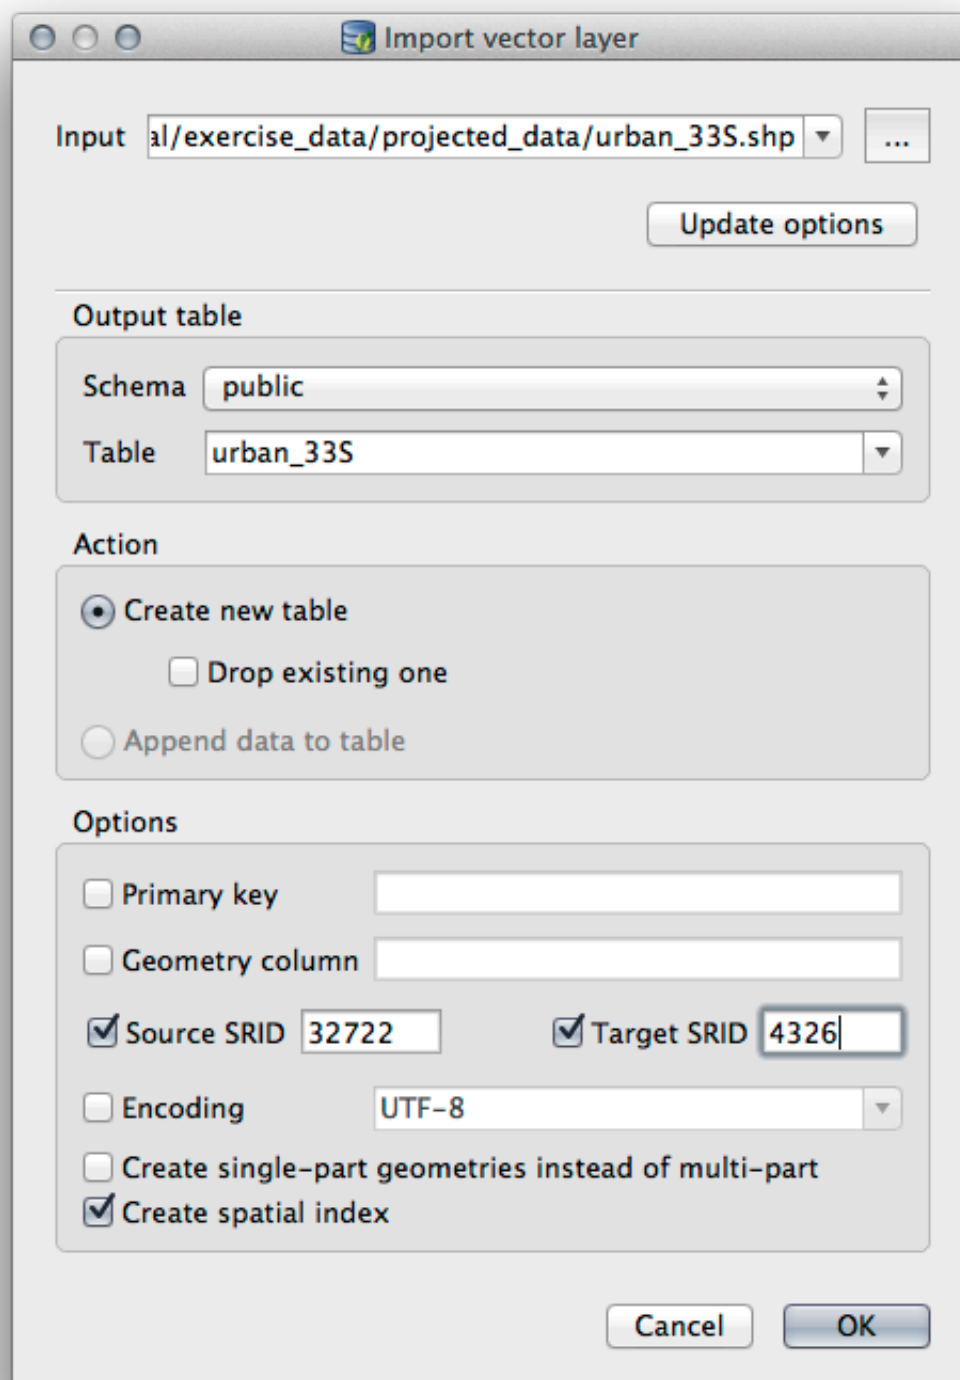 Import vector layer
Input al/exercise_data/projected_data/urban_33S.shp ...
Update options
Output table
Schema public
Table urban_33S
Action
Create new table
Drop existing one
Append data to table
Options
Primary key
Geometry column
Source SRID 32722 Target SRID 4326
Encoding UTF-8
Create single-part geometries instead of multi-part
Create spatial index
Cancel OK